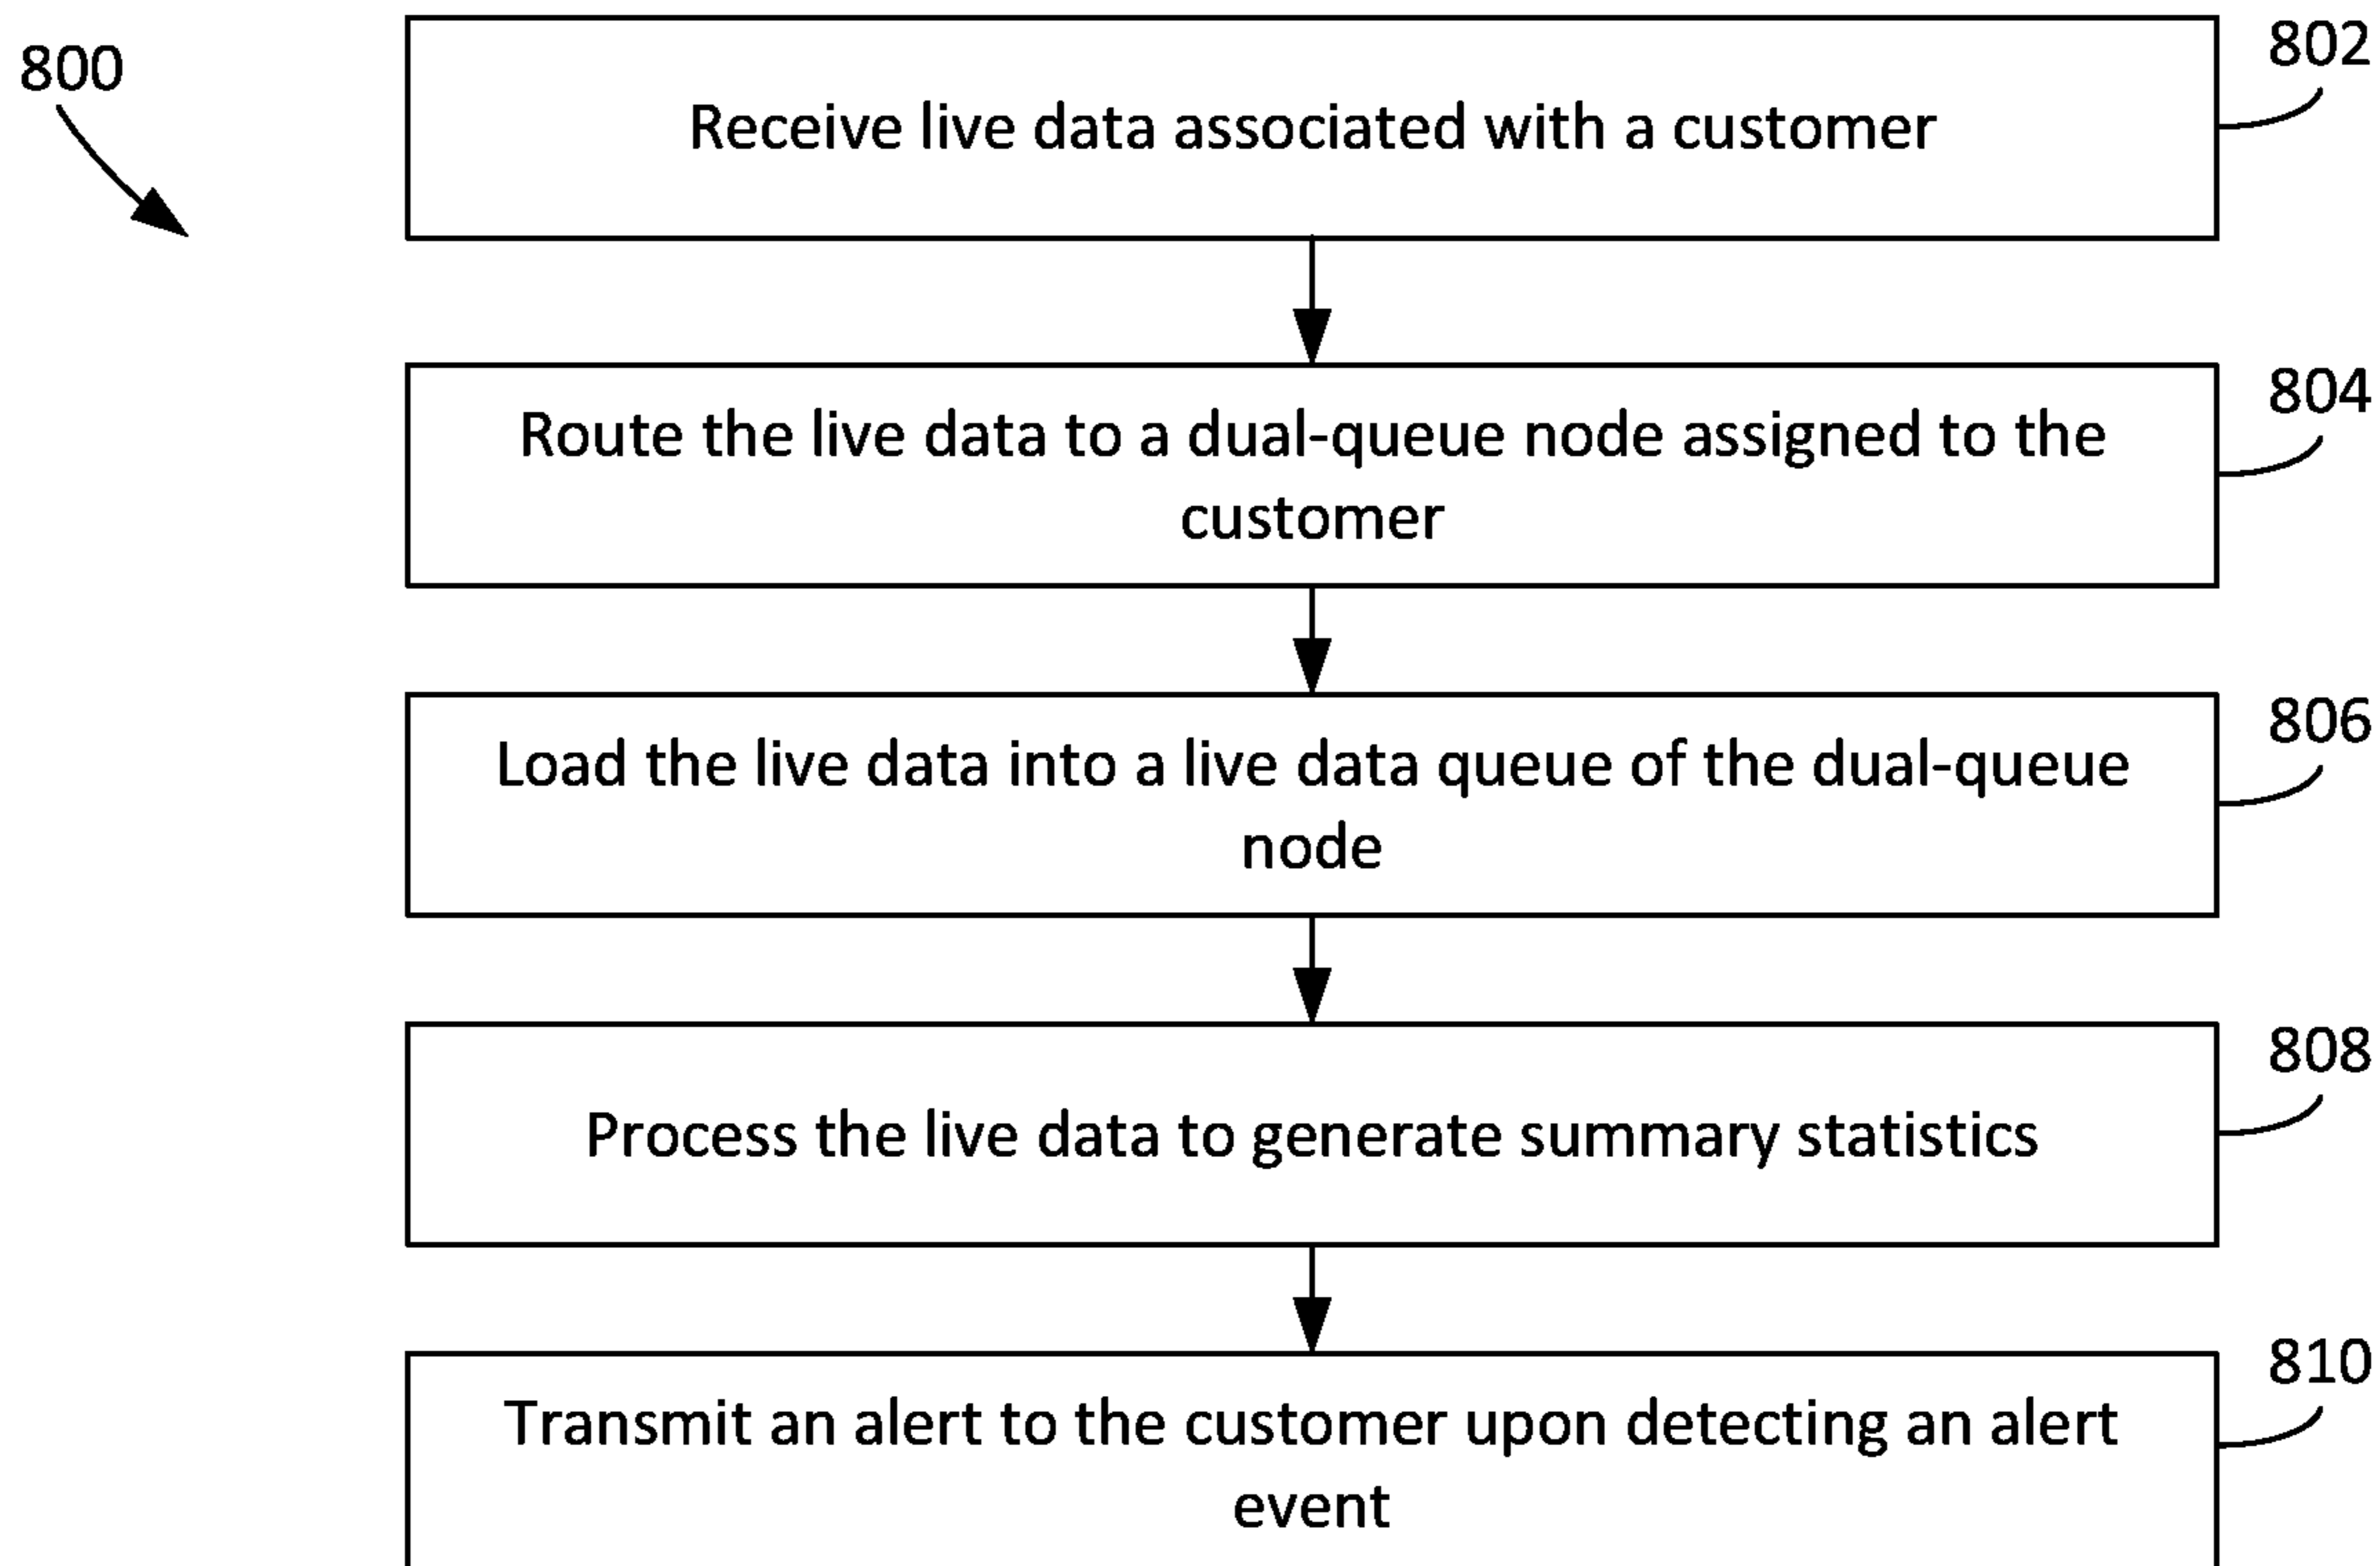 800
802
Receive live data associated with a customer
804
Route the live data to a dual-queue node assigned to the
customer
806
Load the live data into a live data queue of the dual-queue
node
808
Process the live data to generate summary statistics
810
Transmit an alert to the customer upon detecting an alert
event